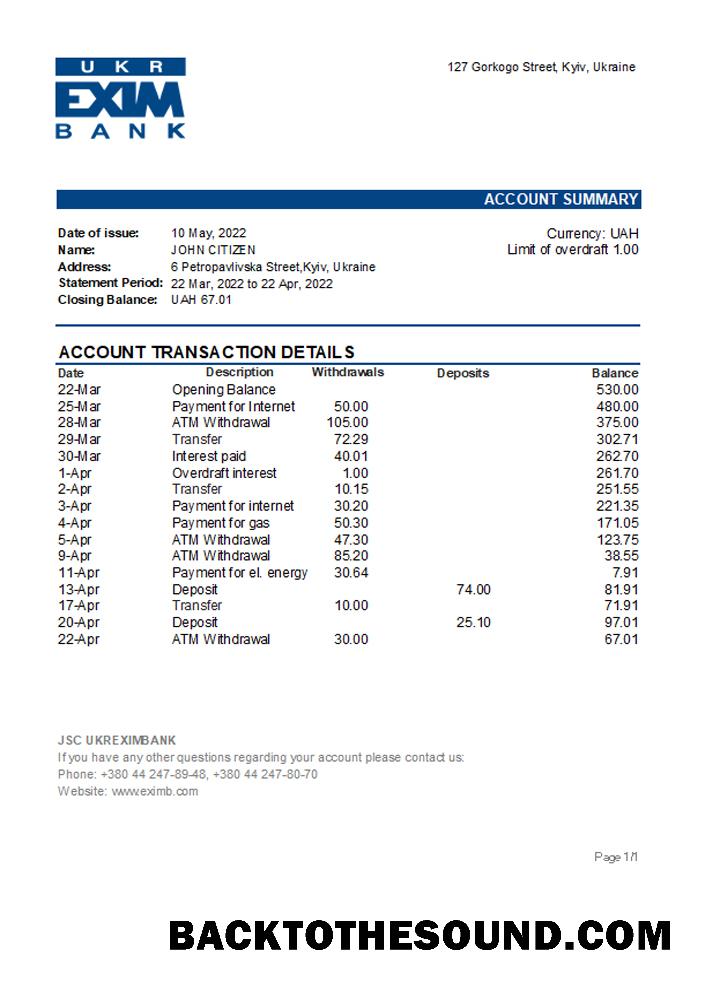 UKR
EXIM
BANK
127 Gorkogo Street, Kyiv, Ukraine
ACCOUNT SUMMARY
Date of issue: 10 May, 2022 Currency: UAH
Name: JOHN CITIZEN Limit of overdraft 1.00
Address: 6 Petropavlivska Street,Kyiv, Ukraine
Statement Period: 22 Mar, 2022 to 22 Apr, 2022
Closing Balance: UAH 67.01
ACCOUNT TRANSACTION DETAILS
Date Description Withdrawals Deposits Balance
22-Mar Opening Balance 530.00
25-Mar Payment for Internet 50.00 480.00
28-Mar ATM Withdrawal 105.00 375.00
29-Mar Transfer 72.29 302.71
30-Mar Interest paid 40.01 262.70
1-Apr Overdraft interest 1.00 261.70
2-Apr Transfer 10.15 251.55
3-Apr Payment for internet 30.20 221.35
4-Apr Payment for gas 50.30 171.05
5-Apr ATM Withdrawal 47.30 123.75
9-Apr ATM Withdrawal 85.20 38.55
11-Apr Payment for el. energy 30.64 7.91
13-Apr Deposit 74.00 81.91
17-Apr Transfer 10.00 71.91
20-Apr Deposit 25.10 97.01
22-Apr ATM Withdrawal 30.00 67.01
JSC UKREXIMBANK
If you have any other questions regarding your account please contact us:
Phone: +380 44 247-89-48, +380 44 247-80-70
Website: www.eximb.com
Page 1/1
BACKTOTHESOUND.COM